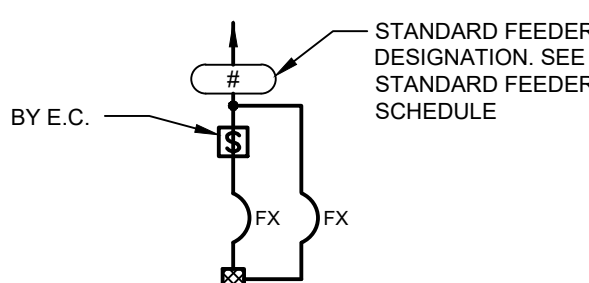 STANDARD FEEDER
DESIGNATION. SEE
STANDARD FEEDER
SCHEDULE
#
BY E.C.
S
FX
FX